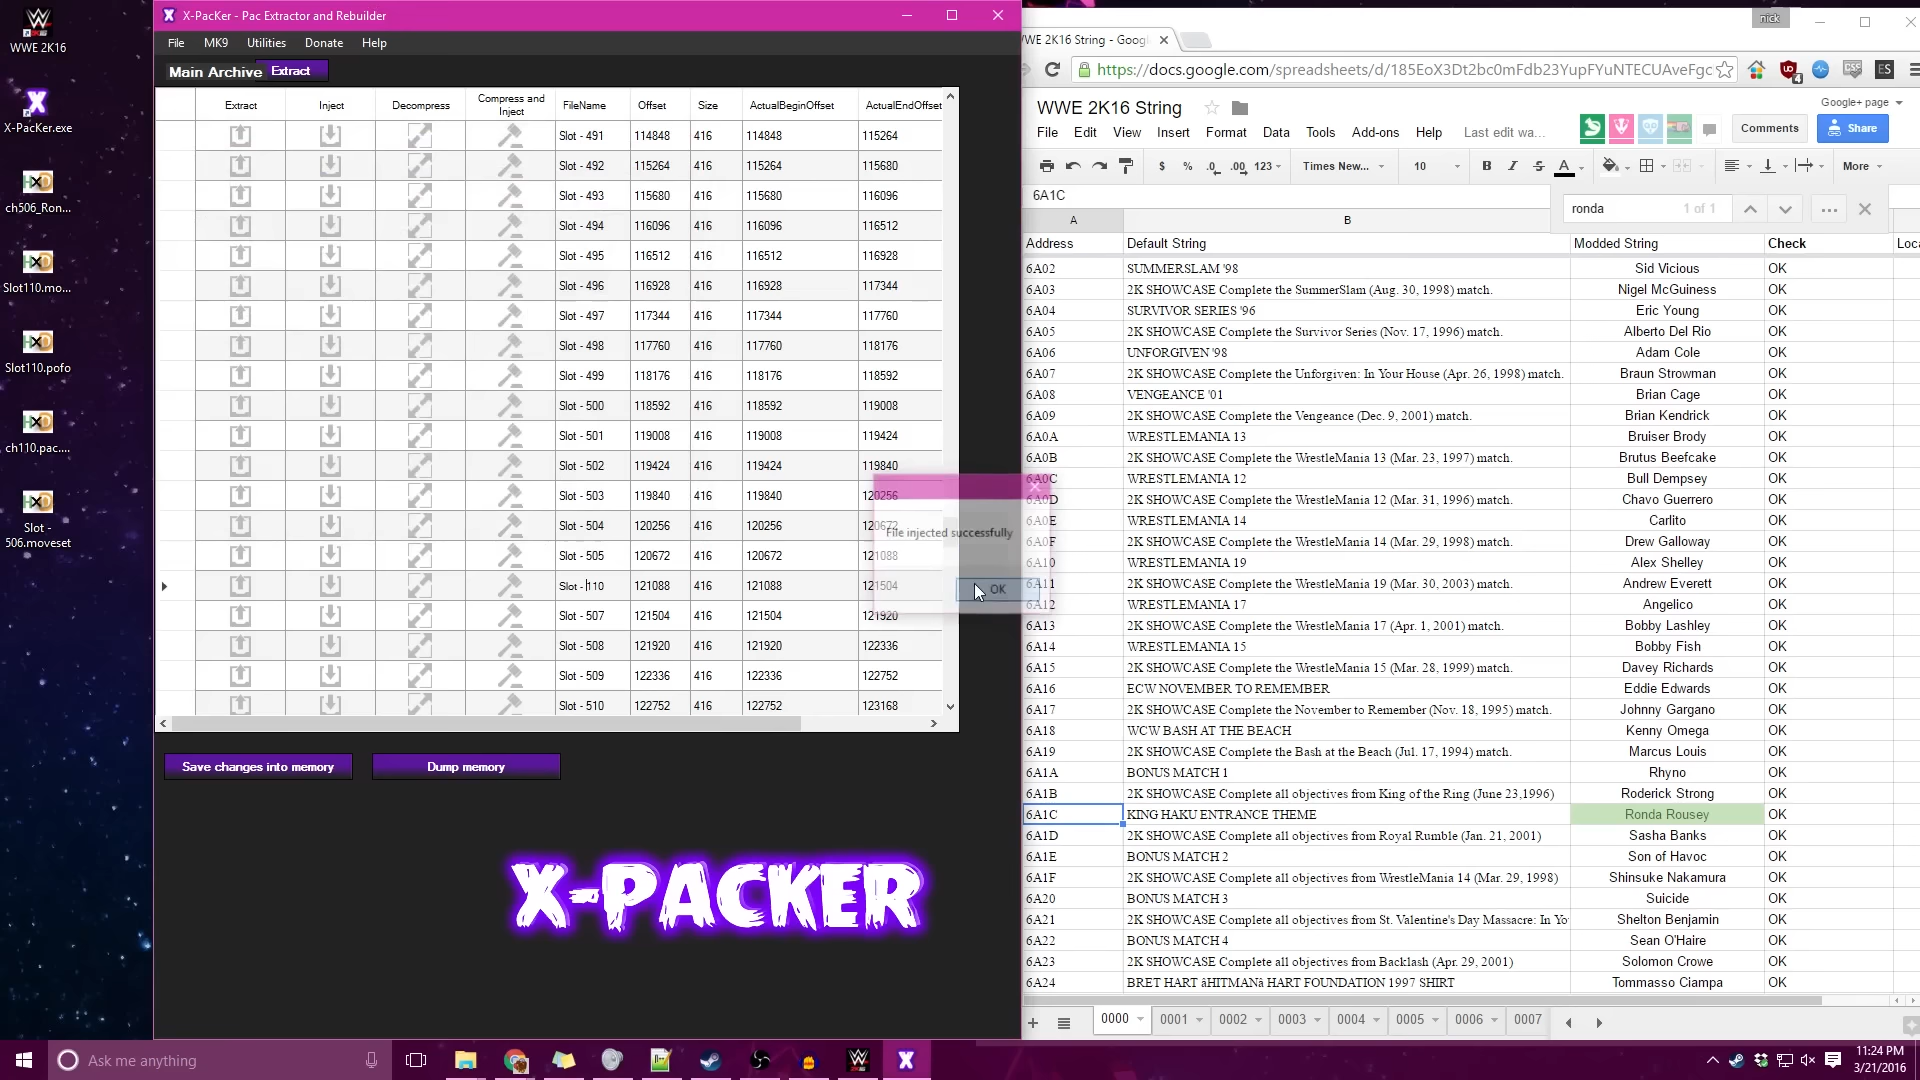 WWE 2K16
X-PacKer.exe
ch506_Ron...
Slot110.mo...
Slot110.pofo
ch110.pac....
Slot -
506.moveset
X-PacKer - Pac Extractor and Rebuilder
File MK9 Utilities Donate Help
Main Archive Extract
Extract Inject Decompress Compress and Inject FileName Offset Size ActualBeginOffset ActualEndOffset
Slot - 491 114848 416 114848 115264
Slot - 492 115264 416 115264 115680
Slot - 493 115680 416 115680 116096
Slot - 494 116096 416 116096 116512
Slot - 495 116512 416 116512 116928
Slot - 496 116928 416 116928 117344
Slot - 497 117344 416 117344 117760
Slot - 498 117760 416 117760 118176
Slot - 499 118176 416 118176 118592
Slot - 500 118592 416 118592 119008
Slot - 501 119008 416 119008 119424
Slot - 502 119424 416 119424 119840
Slot - 503 119840 416 119840 120256
Slot - 504 120256 416 120256 120672
Slot - 505 120672 416 120672 121088
Slot - 110 121088 416 121088 121504
Slot - 507 121504 416 121504 121920
Slot - 508 121920 416 121920 122336
Slot - 509 122336 416 122336 122752
Slot - 510 122752 416 122752 123168
File injected successfully
OK
Save changes into memory Dump memory
X-PACKER
nick
WWE 2K16 String - Goog
https://docs.google.com/spreadsheets/d/185EoX3Dt2bc0mFdb23YupFYuNTECUAveFgc
WWE 2K16 String
Google+ page
File Edit View Insert Format Data Tools Add-ons Help Last edit wa...
Comments Share
$ % .0 .00 123 Times New... 10 B I S A More
6A1C
ronda 1 of 1
A B
Address Default String Modded String Check Loca
6A02 SUMMERSLAM '98 Sid Vicious OK
6A03 2K SHOWCASE Complete the SummerSlam (Aug. 30, 1998) match. Nigel McGuiness OK
6A04 SURVIVOR SERIES '96 Eric Young OK
6A05 2K SHOWCASE Complete the Survivor Series (Nov. 17, 1996) match. Alberto Del Rio OK
6A06 UNFORGIVEN '98 Adam Cole OK
6A07 2K SHOWCASE Complete the Unforgiven: In Your House (Apr. 26, 1998) match. Braun Strowman OK
6A08 VENGEANCE '01 Brian Cage OK
6A09 2K SHOWCASE Complete the Vengeance (Dec. 9, 2001) match. Brian Kendrick OK
6A0A WRESTLEMANIA 13 Bruiser Brody OK
6A0B 2K SHOWCASE Complete the WrestleMania 13 (Mar. 23, 1997) match. Brutus Beefcake OK
6A0C WRESTLEMANIA 12 Bull Dempsey OK
6A0D 2K SHOWCASE Complete the WrestleMania 12 (Mar. 31, 1996) match. Chavo Guerrero OK
6A0E WRESTLEMANIA 14 Carlito OK
6A0F 2K SHOWCASE Complete the WrestleMania 14 (Mar. 29, 1998) match. Drew Galloway OK
6A10 WRESTLEMANIA 19 Alex Shelley OK
6A11 2K SHOWCASE Complete the WrestleMania 19 (Mar. 30, 2003) match. Andrew Everett OK
6A12 WRESTLEMANIA 17 Angelico OK
6A13 2K SHOWCASE Complete the WrestleMania 17 (Apr. 1, 2001) match. Bobby Lashley OK
6A14 WRESTLEMANIA 15 Bobby Fish OK
6A15 2K SHOWCASE Complete the WrestleMania 15 (Mar. 28, 1999) match. Davey Richards OK
6A16 ECW NOVEMBER TO REMEMBER Eddie Edwards OK
6A17 2K SHOWCASE Complete the November to Remember (Nov. 18, 1995) match. Johnny Gargano OK
6A18 WCW BASH AT THE BEACH Kenny Omega OK
6A19 2K SHOWCASE Complete the Bash at the Beach (Jul. 17, 1994) match. Marcus Louis OK
6A1A BONUS MATCH 1 Rhyno OK
6A1B 2K SHOWCASE Complete all objectives from King of the Ring (June 23,1996) Roderick Strong OK
6A1C KING HAKU ENTRANCE THEME Ronda Rousey OK
6A1D 2K SHOWCASE Complete all objectives from Royal Rumble (Jan. 21, 2001) Sasha Banks OK
6A1E BONUS MATCH 2 Son of Havoc OK
6A1F 2K SHOWCASE Complete all objectives from WrestleMania 14 (Mar. 29, 1998) Shinsuke Nakamura OK
6A20 BONUS MATCH 3 Suicide OK
6A21 2K SHOWCASE Complete all objectives from St. Valentine's Day Massacre: In Yo Shelton Benjamin OK
6A22 BONUS MATCH 4 Sean O'Haire OK
6A23 2K SHOWCASE Complete all objectives from Backlash (Apr. 29, 2001) Solomon Crowe OK
6A24 BRET HART âHITMANâ HART FOUNDATION 1997 SHIRT Tommasso Ciampa OK
0000 0001 0002 0003 0004 0005 0006 0007
Ask me anything
11:24 PM
3/21/2016